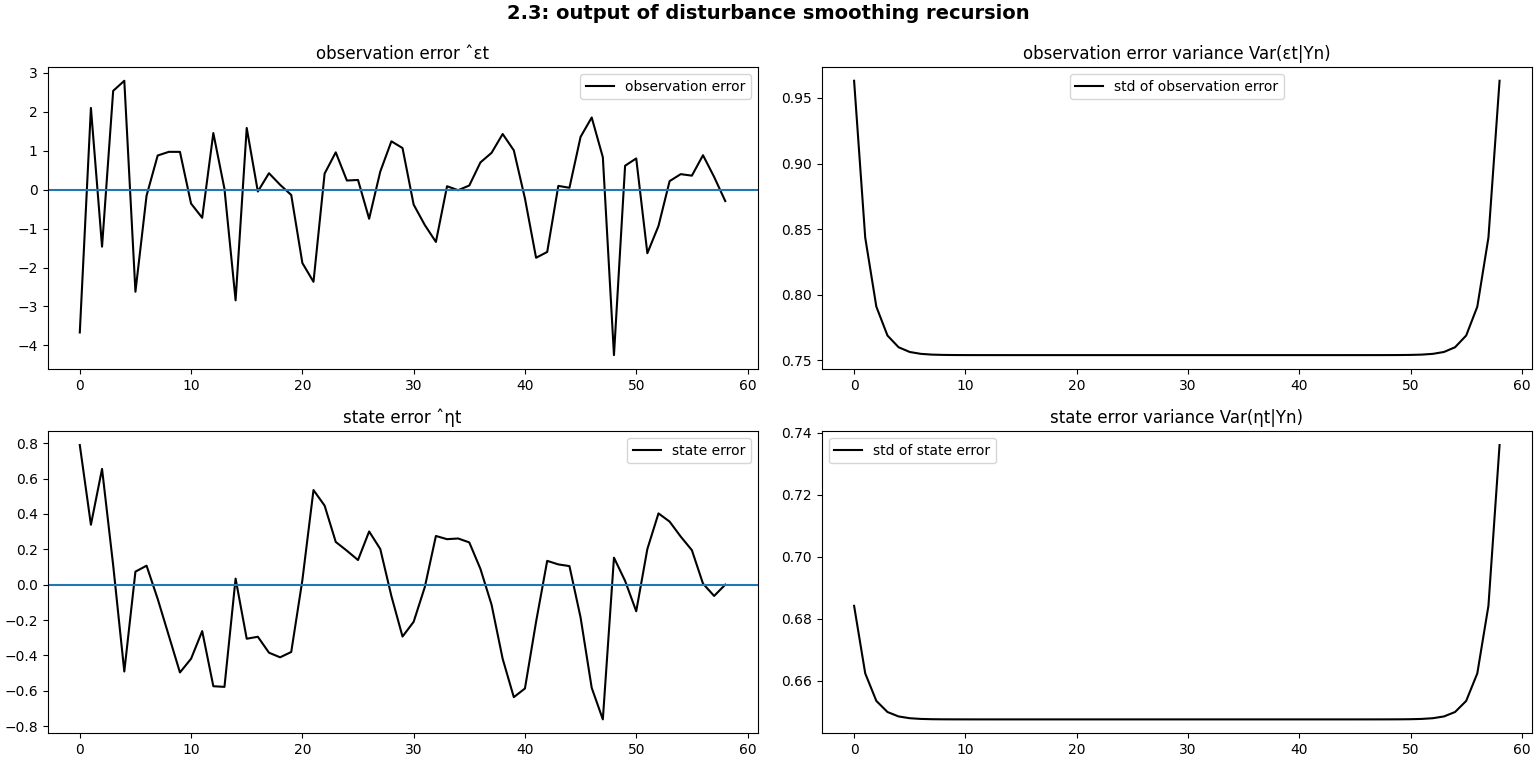 2.3: output of disturbance smoothing recursion
observation error ˆεt
observation error
3
2
1
0
−1
−2
−3
−4
0 10 20 30 40 50 60
observation error variance Var(εt|Yn)
std of observation error
0.95
0.90
0.85
0.80
0.75
0 10 20 30 40 50 60
state error ˆηt
state error
0.8
0.6
0.4
0.2
0.0
−0.2
−0.4
−0.6
−0.8
0 10 20 30 40 50 60
state error variance Var(ηt|Yn)
std of state error
0.74
0.72
0.70
0.68
0.66
0 10 20 30 40 50 60